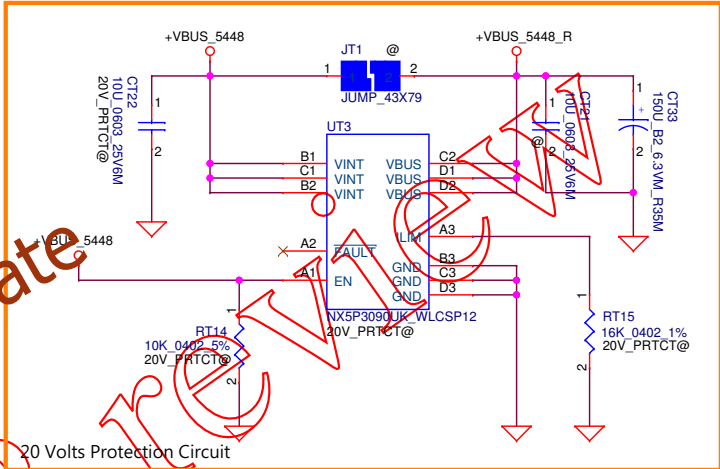 +VBUS_5448
JT1
@
+VBUS_5448_R
1
1
2
2
JUMP_43X79
CT22
10U_0603_25V6M
20V_PRTCT@
1
2
CT21
10U_0603_25V6M
@
1
2
CT33
150U_B2_6.3VM_R35M
1
+
2
UT3
B1
C1
B2
VINT
VINT
VINT
VBUS
VBUS
VBUS
C2
D1
D2
ILIM
A3
+VBUS_5448
A2
FAULT
A1
EN
GND
GND
GND
B3
C3
D3
NX5P3090UK_WLCSP12
20V_PRTCT@
RT14
10K_0402_5%
20V_PRTCT@
1
2
RT15
16K_0402_1%
20V_PRTCT@
1
2
ate
review
20 Volts Protection Circuit